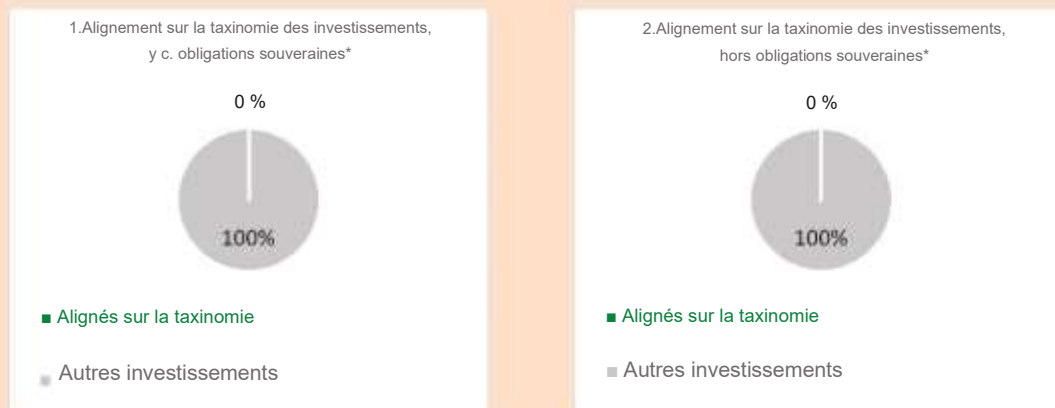 1.Alignement sur la taxinomie des investissements,
y c. obligations souveraines*
0 %
100%
■ Alignés sur la taxinomie
■ Autres investissements
2.Alignement sur la taxinomie des investissements,
hors obligations souveraines*
0 %
100%
■ Alignés sur la taxinomie
■ Autres investissements